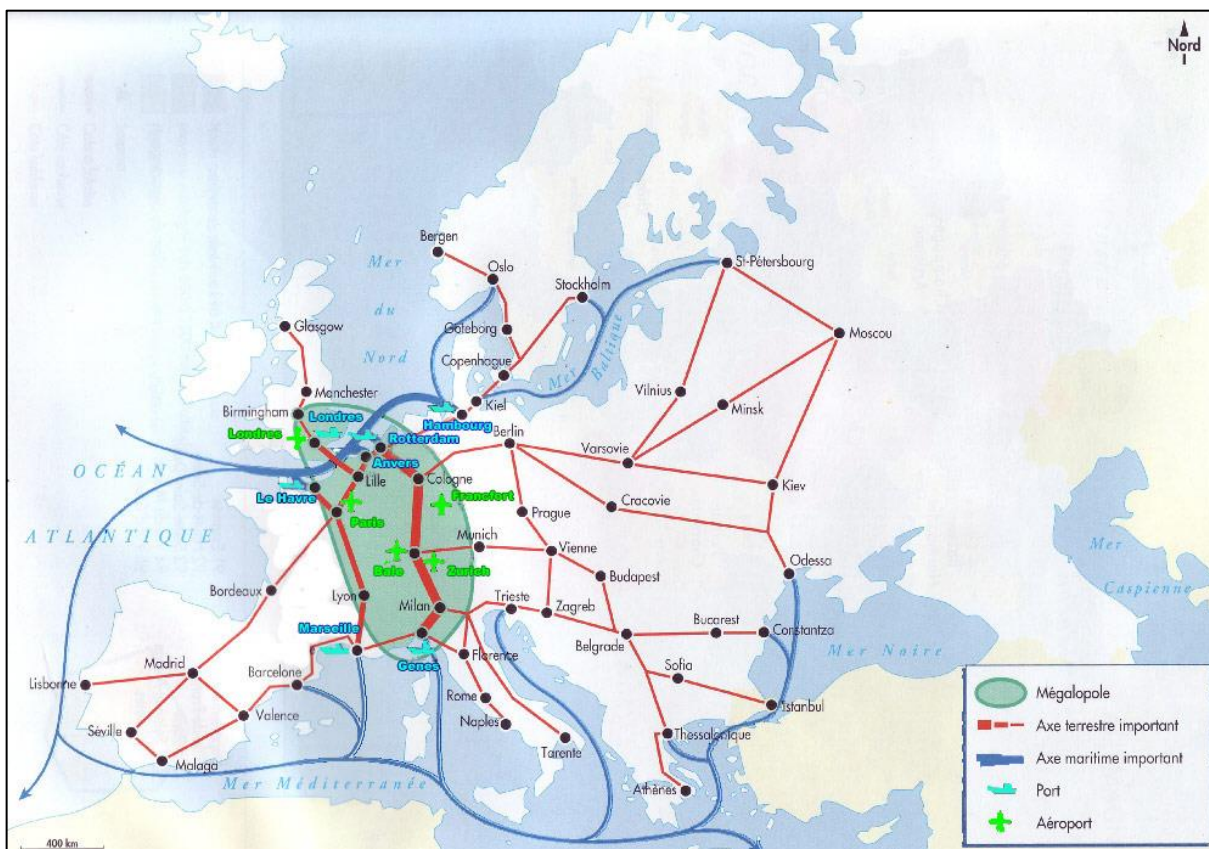 Nord
Bergen
Oslo
Stockholm
St-Pétersbourg
Mer
du
Nord
Göteborg
Glasgow
Moscou
Mer
Baltique
Copenhague
Manchester
Kiel
Vilnius
Minsk
Birmingham
Londres
Hambourg
Londres
Rotterdam
Berlin
Varsovie
OCÉAN
Anvers
Lille
Cologne
Kiev
Le Havre
Francfort
Cracovie
Paris
Prague
ATLANTIQUE
Munich
Vienne
Mer
Caspienne
Bale
Zurich
Odessa
Budapest
Bordeaux
Lyon
Milan
Trieste
Zagreb
Bucarest
Constantza
Marseille
Belgrade
Mer Noire
Gènes
Florence
Madrid
Barcelone
Sofia
Lisbonne
Rome
Istanbul
Valence
Naples
Séville
Tarente
Thessalonique
Malaga
Mer Méditerranée
Athènes
400 km
Mégalopole
Axe terrestre important
Axe maritime important
Port
Aéroport